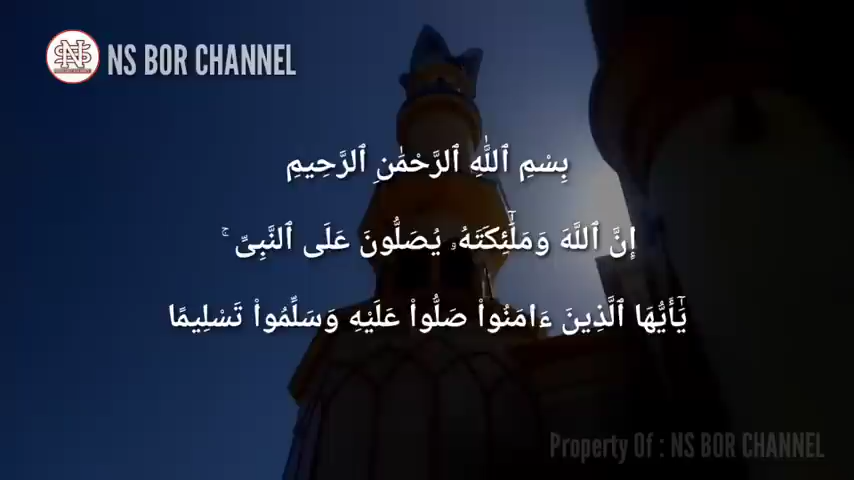 NS BOR CHANNEL
بِسْمِ ٱللَّهِ ٱلرَّحْمَٰنِ ٱلرَّحِيمِ
إِنَّ ٱللَّهَ وَمَلَٰٓئِكَتَهُۥ يُصَلُّونَ عَلَى ٱلنَّبِىِّ ۚ
يَٰٓأَيُّهَا ٱلَّذِينَ ءَامَنُوا۟ صَلُّوا۟ عَلَيْهِ وَسَلِّمُوا۟ تَسْلِيمًا
Property Of : NS BOR CHANNEL